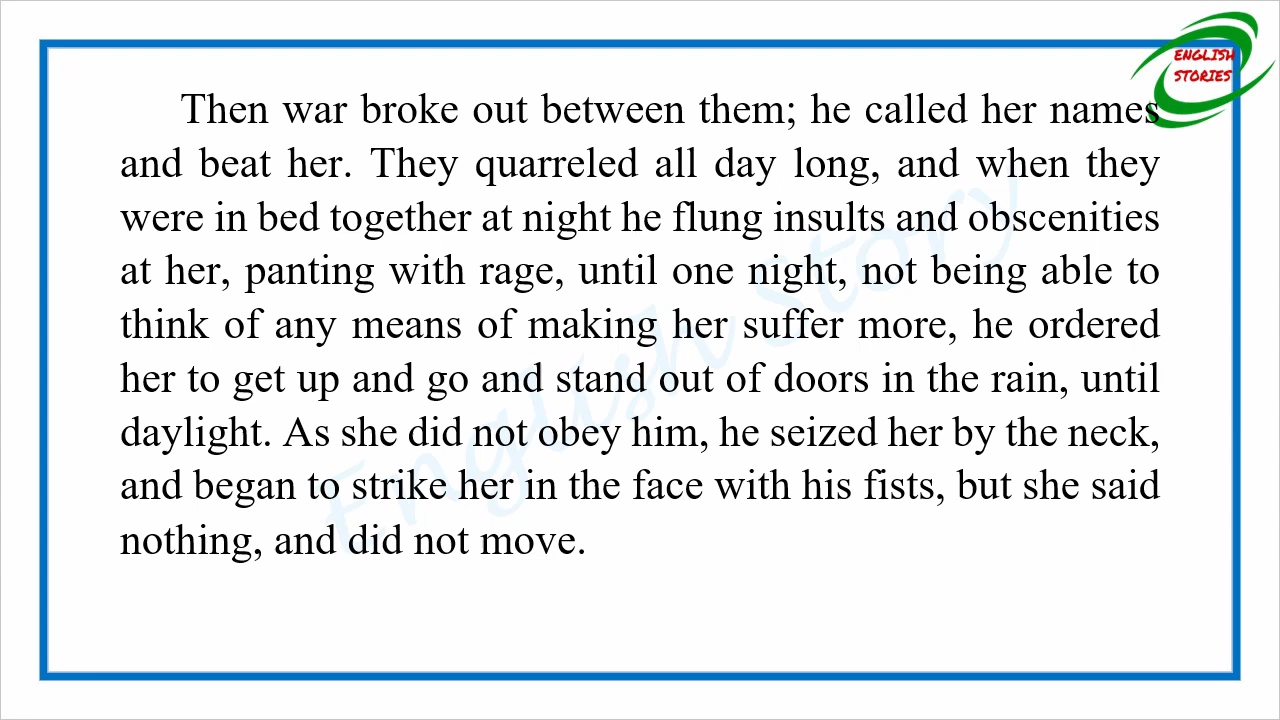 ENGLISH
STORIES
Then war broke out between them; he called her names
and beat her. They quarreled all day long, and when they
were in bed together at night he flung insults and obscenities
at her, panting with rage, until one night, not being able to
think of any means of making her suffer more, he ordered
her to get up and go and stand out of doors in the rain, until
daylight. As she did not obey him, he seized her by the neck,
and began to strike her in the face with his fists, but she said
nothing, and did not move.
English Story